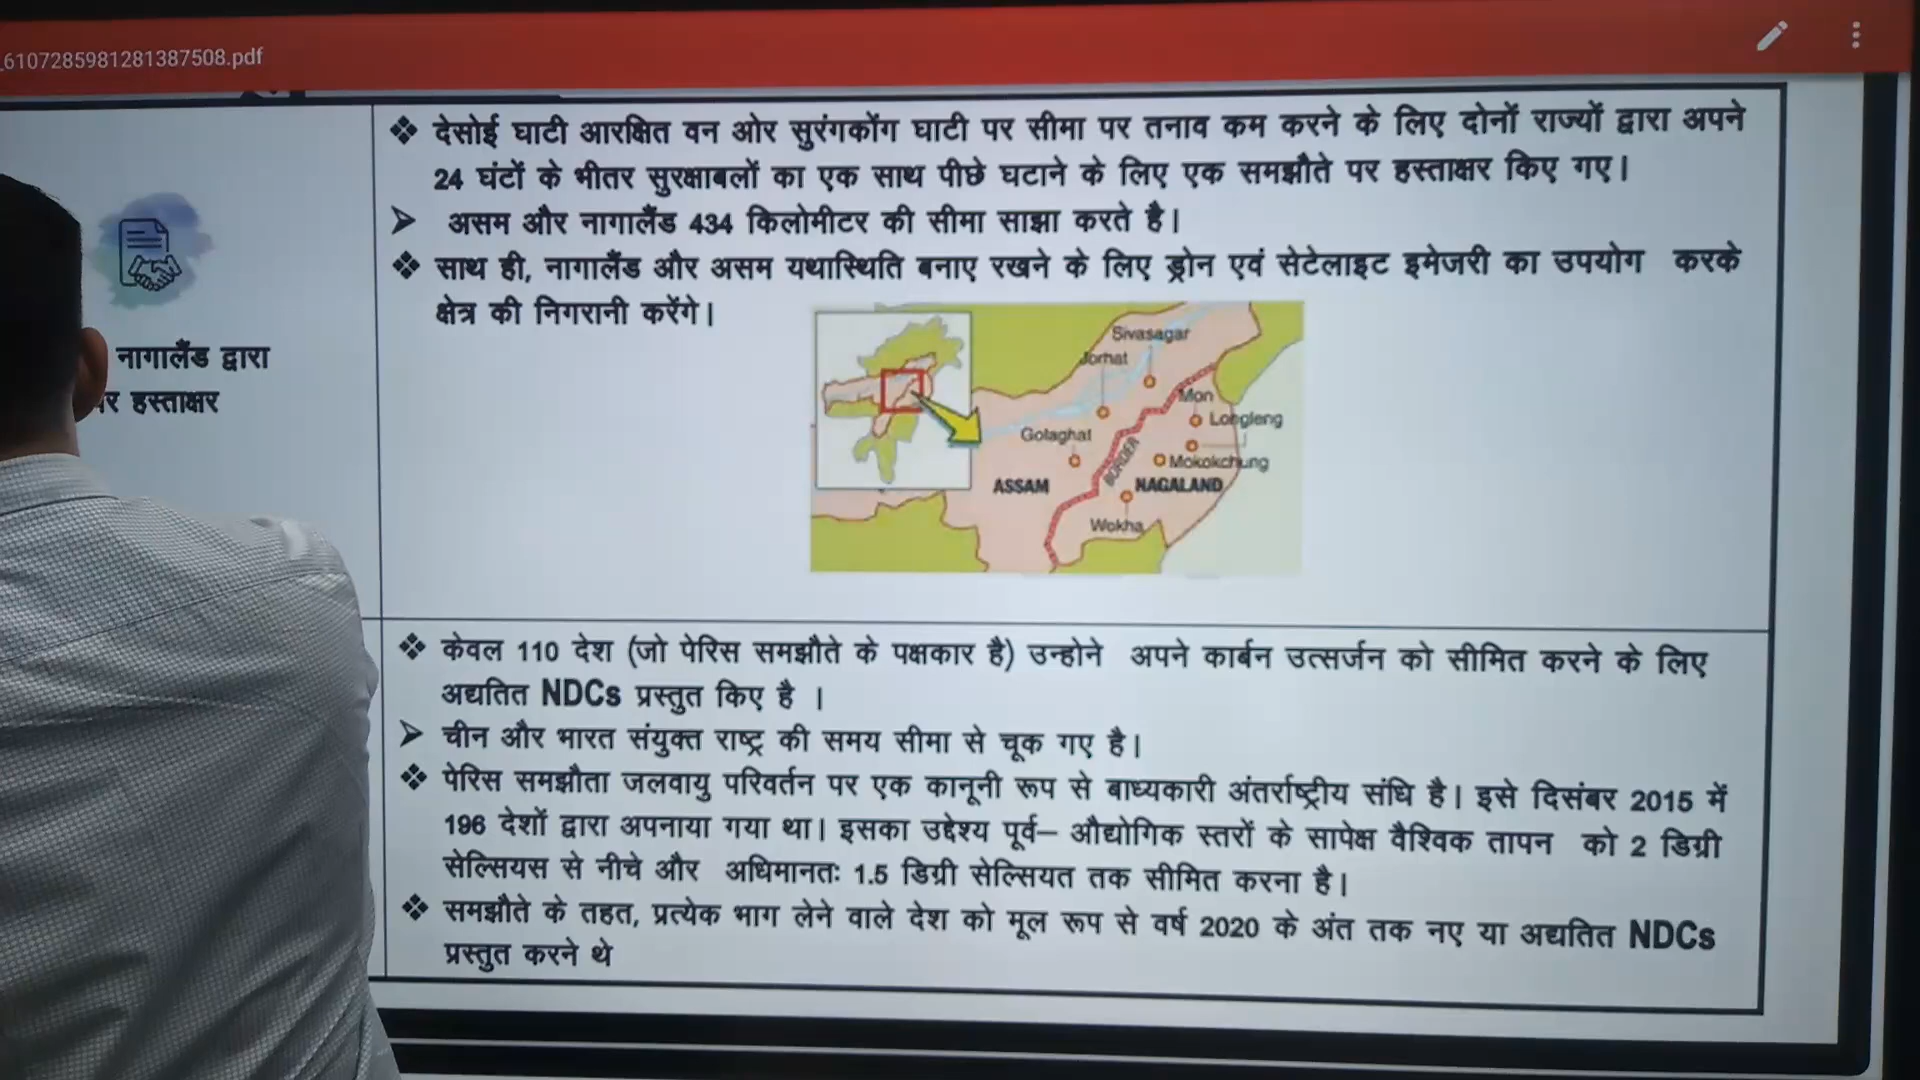 _6107285981281387508.pdf
नागालैंड द्वारा
पर हस्ताक्षर
❖ देसोई घाटी आरक्षित वन ओर सुरंगकोंग घाटी पर सीमा पर तनाव कम करने के लिए दोनों राज्यों द्वारा अपने
24 घंटों के भीतर सुरक्षाबलों का एक साथ पीछे घटाने के लिए एक समझौते पर हस्ताक्षर किए गए।
➤ असम और नागालैंड 434 किलोमीटर की सीमा साझा करते है।
❖ साथ ही, नागालैंड और असम यथास्थिति बनाए रखने के लिए ड्रोन एवं सेटेलाइट इमेजरी का उपयोग करके
क्षेत्र की निगरानी करेंगे।
Sivasagar
Jorhat
Mon
Longleng
Golaghat
BORDER
Mokokchung
ASSAM
NAGALAND
Wokha
❖ केवल 110 देश (जो पेरिस समझौते के पक्षकार है) उन्होने अपने कार्बन उत्सर्जन को सीमित करने के लिए
अद्यतित NDCs प्रस्तुत किए है ।
➤ चीन और भारत संयुक्त राष्ट्र की समय सीमा से चूक गए है।
❖ पेरिस समझौता जलवायु परिवर्तन पर एक कानूनी रूप से बाध्यकारी अंतर्राष्ट्रीय संधि है। इसे दिसंबर 2015 में
196 देशों द्वारा अपनाया गया था। इसका उद्देश्य पूर्व– औद्योगिक स्तरों के सापेक्ष वैश्विक तापन को 2 डिग्री
सेल्सियस से नीचे और अधिमानतः 1.5 डिग्री सेल्सियत तक सीमित करना है।
❖ समझौते के तहत, प्रत्येक भाग लेने वाले देश को मूल रूप से वर्ष 2020 के अंत तक नए या अद्यतित NDCs
प्रस्तुत करने थे